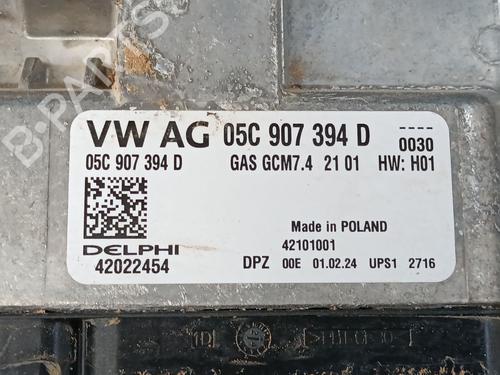 VW AG 05C 907 394 D ----
0030
05C 907 394 D GAS GCM7.4 21 01 HW: H01
Made in POLAND
DELPHI 42101001
42022454 DPZ 00E 01.02.24 UPS1 2716
B-PARTS